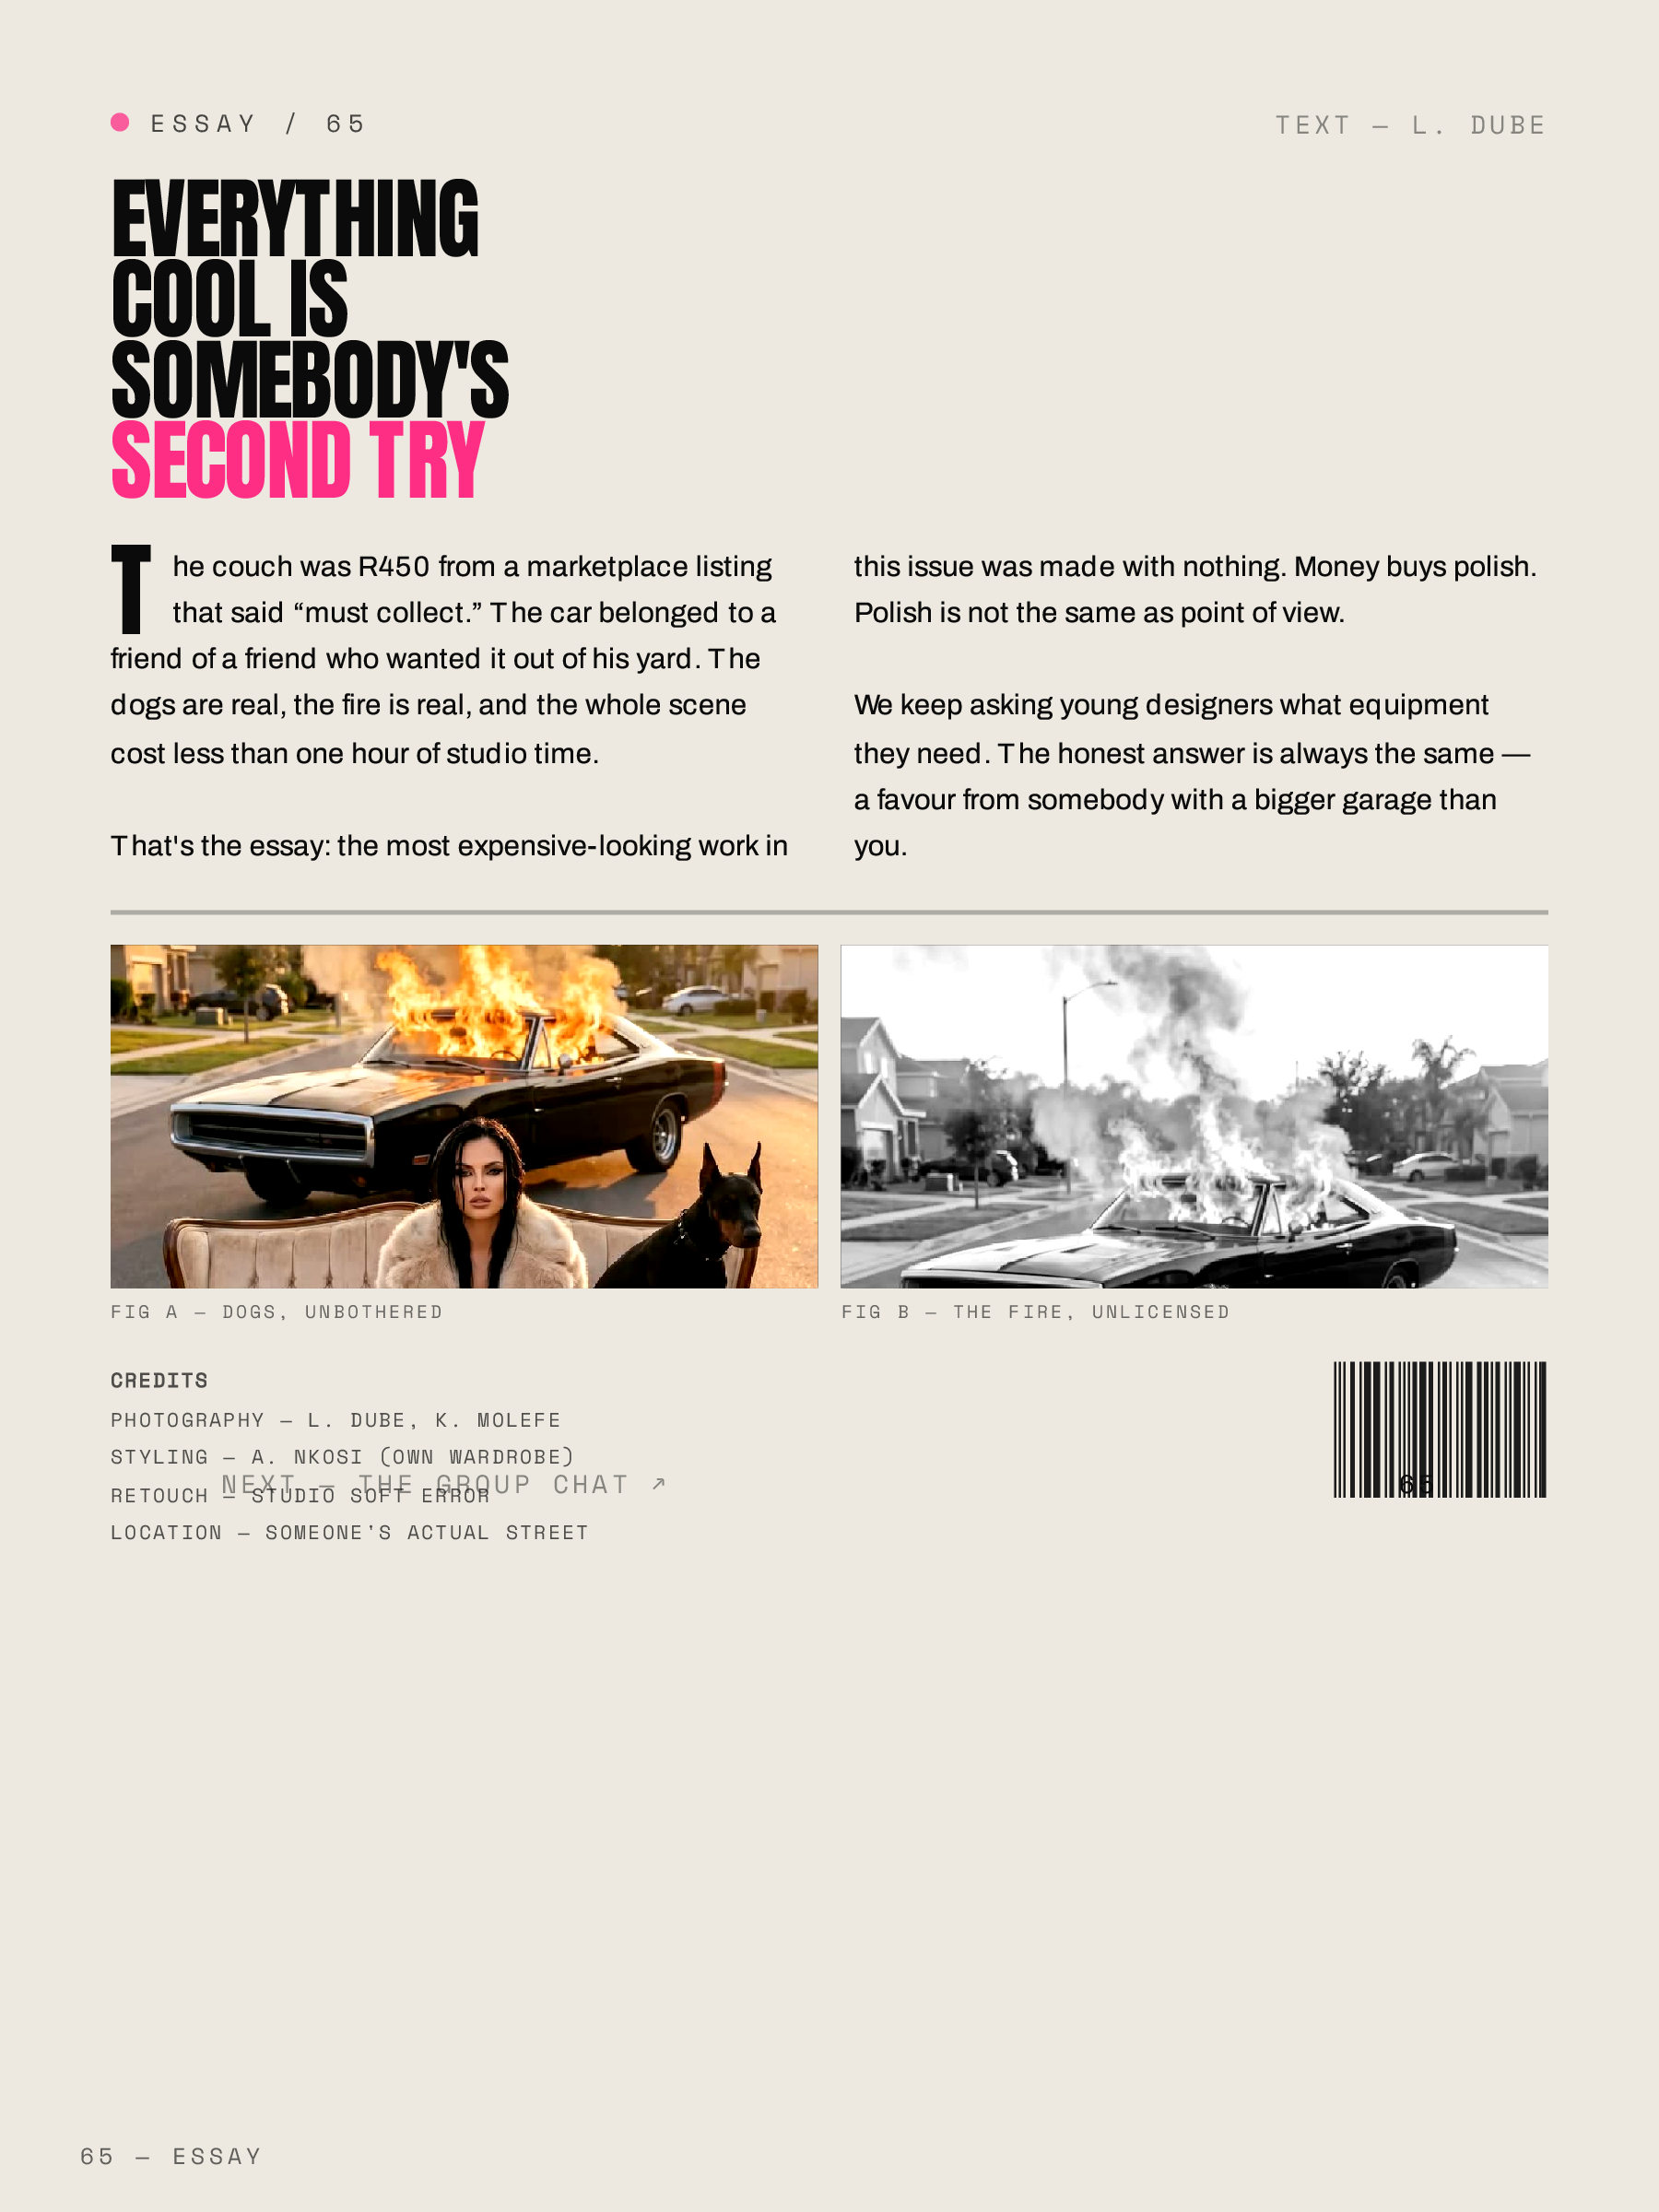 ESSAY / 65
TEXT — L. DUBE
EVERYTHING
COOL IS
SOMEBODY'S
SECOND TRY
The couch was R450 from a marketplace listing
that said “must collect.” The car belonged to a
friend of a friend who wanted it out of his yard. The
dogs are real, the fire is real, and the whole scene
cost less than one hour of studio time.
That's the essay: the most expensive-looking work in
this issue was made with nothing. Money buys polish.
Polish is not the same as point of view.
We keep asking young designers what equipment
they need. The honest answer is always the same —
a favour from somebody with a bigger garage than
you.
FIG A — DOGS, UNBOTHERED
FIG B — THE FIRE, UNLICENSED
CREDITS
PHOTOGRAPHY — L. DUBE, K. MOLEFE
STYLING — A. NKOSI (OWN WARDROBE)
NEXT — THE GROUP CHAT ↗
RETOUCH — STUDIO SOFT ERROR
LOCATION — SOMEONE'S ACTUAL STREET
65
65 — ESSAY